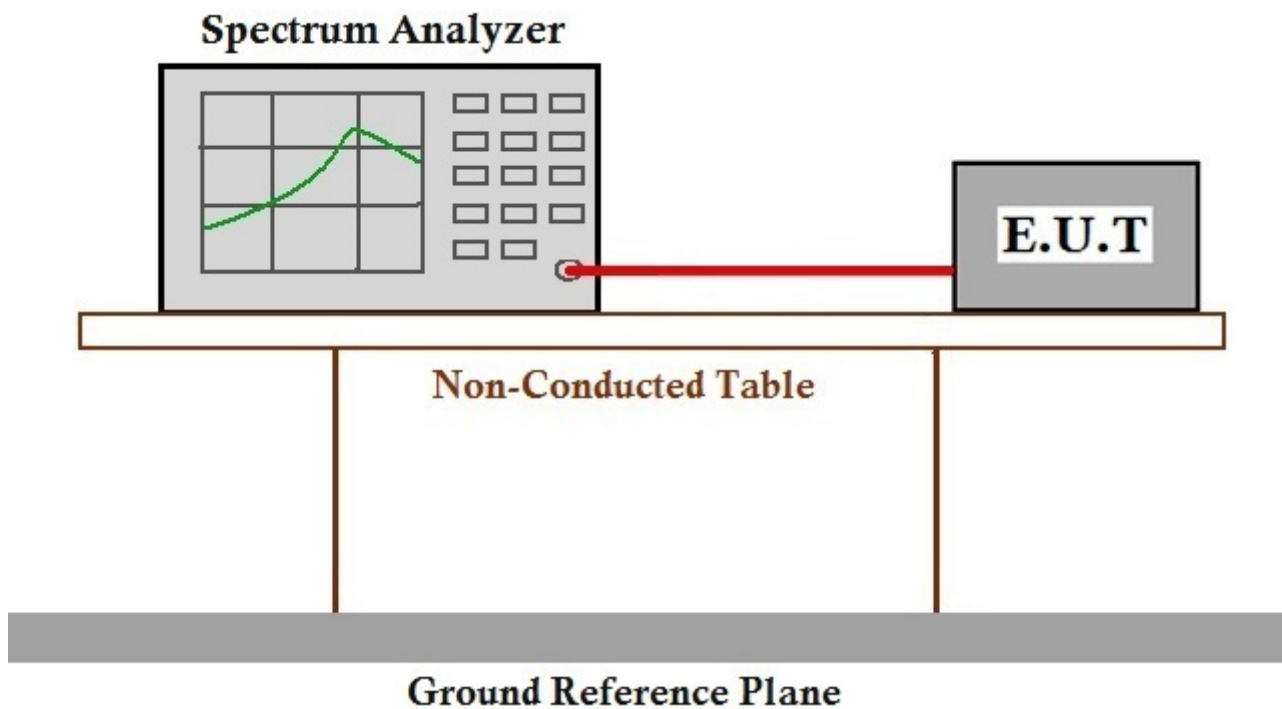 Spectrum Analyzer
E.U.T
Non-Conducted Table
Ground Reference Plane